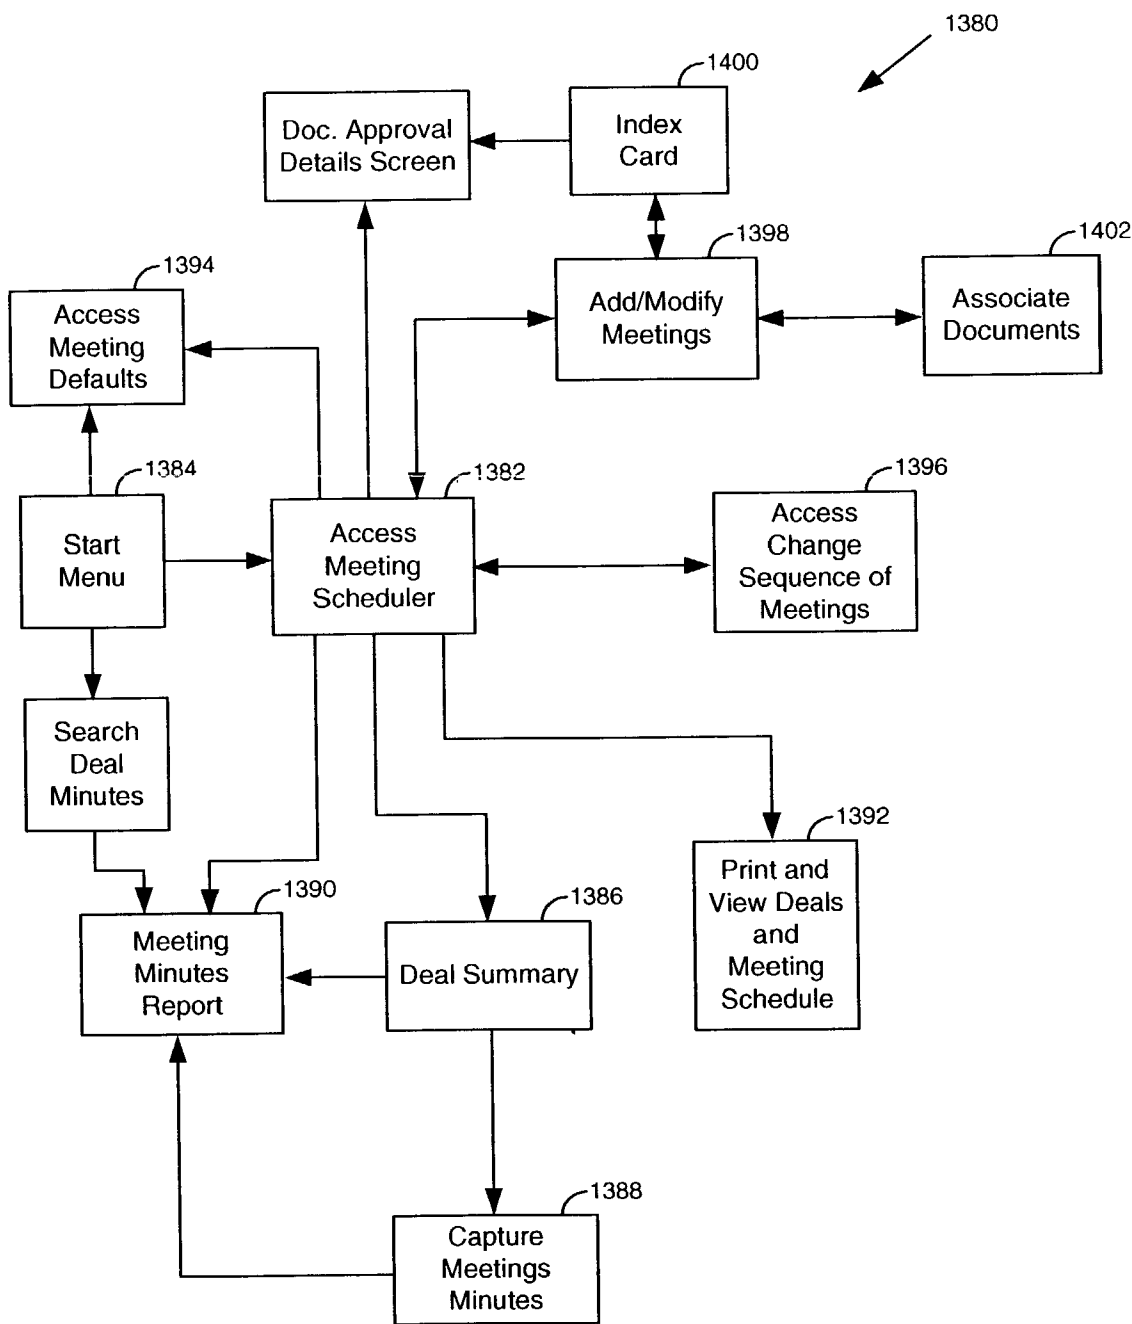 1380
1400
Doc. Approval
Details Screen
Index
Card
1398
1402
1394
Access
Meeting
Defaults
Add/Modify
Meetings
Associate
Documents
1384
1382
1396
Start
Menu
Access
Meeting
Scheduler
Access
Change
Sequence of
Meetings
Search
Deal
Minutes
1392
1390
1386
Print and
View Deals
and
Meeting
Schedule
Meeting
Minutes
Report
Deal Summary
1388
Capture
Meetings
Minutes